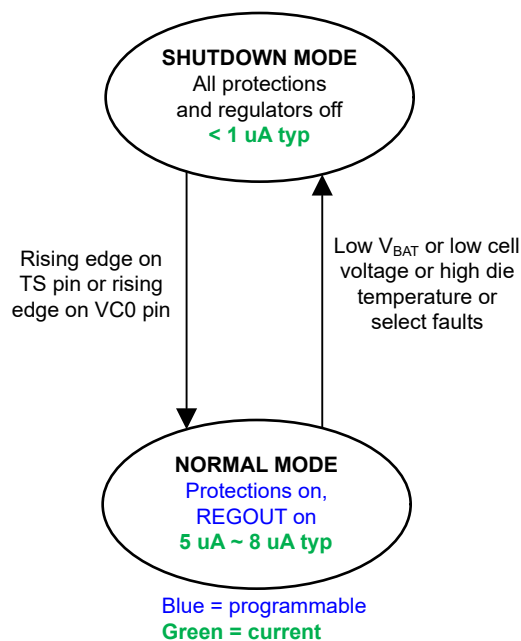 SHUTDOWN MODE
All protections
and regulators off
< 1 uA typ
Rising edge on
TS pin or rising
edge on VC0 pin
Low VBAT or low cell
voltage or high die
temperature or
select faults
NORMAL MODE
Protections on,
REGOUT on
5 uA ~ 8 uA typ
Blue = programmable
Green = current